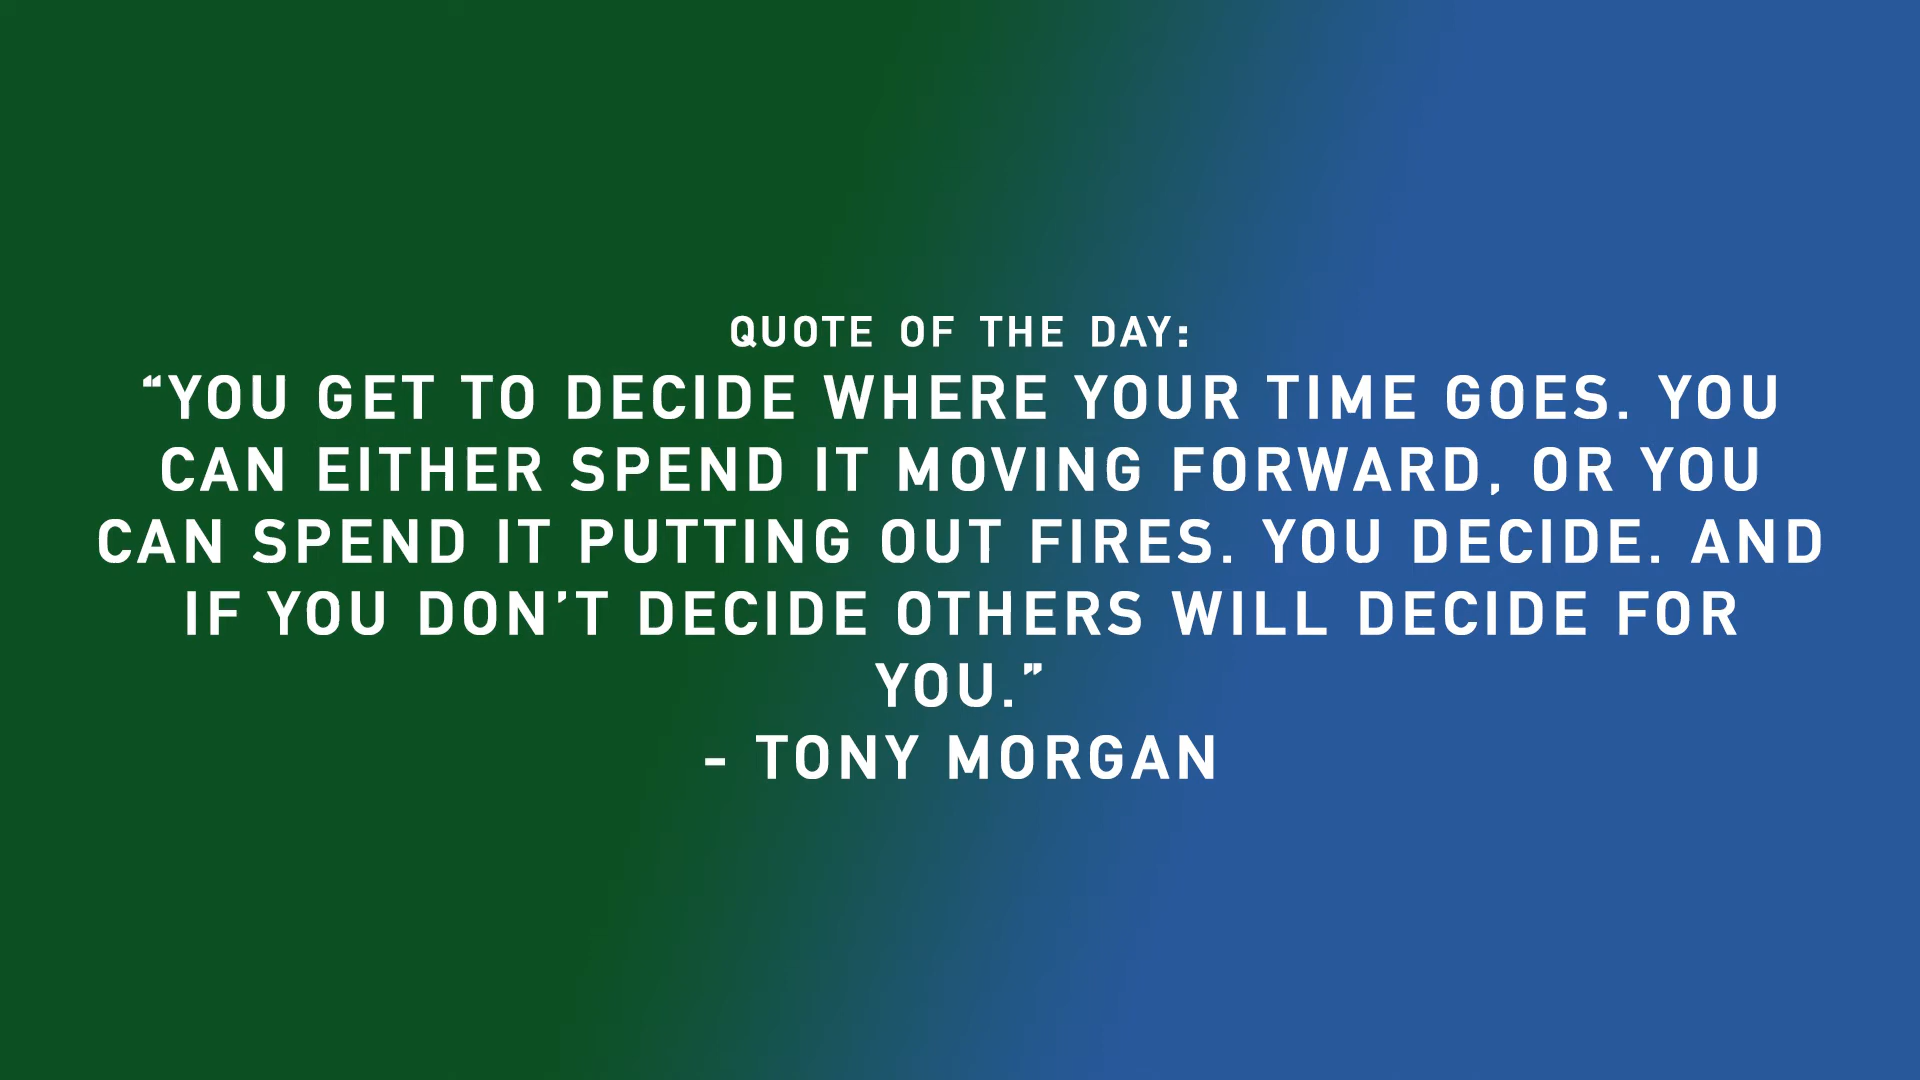 QUOTE OF THE DAY:
“YOU GET TO DECIDE WHERE YOUR TIME GOES. YOU
CAN EITHER SPEND IT MOVING FORWARD, OR YOU
CAN SPEND IT PUTTING OUT FIRES. YOU DECIDE. AND
IF YOU DON’T DECIDE OTHERS WILL DECIDE FOR
YOU.”
- TONY MORGAN